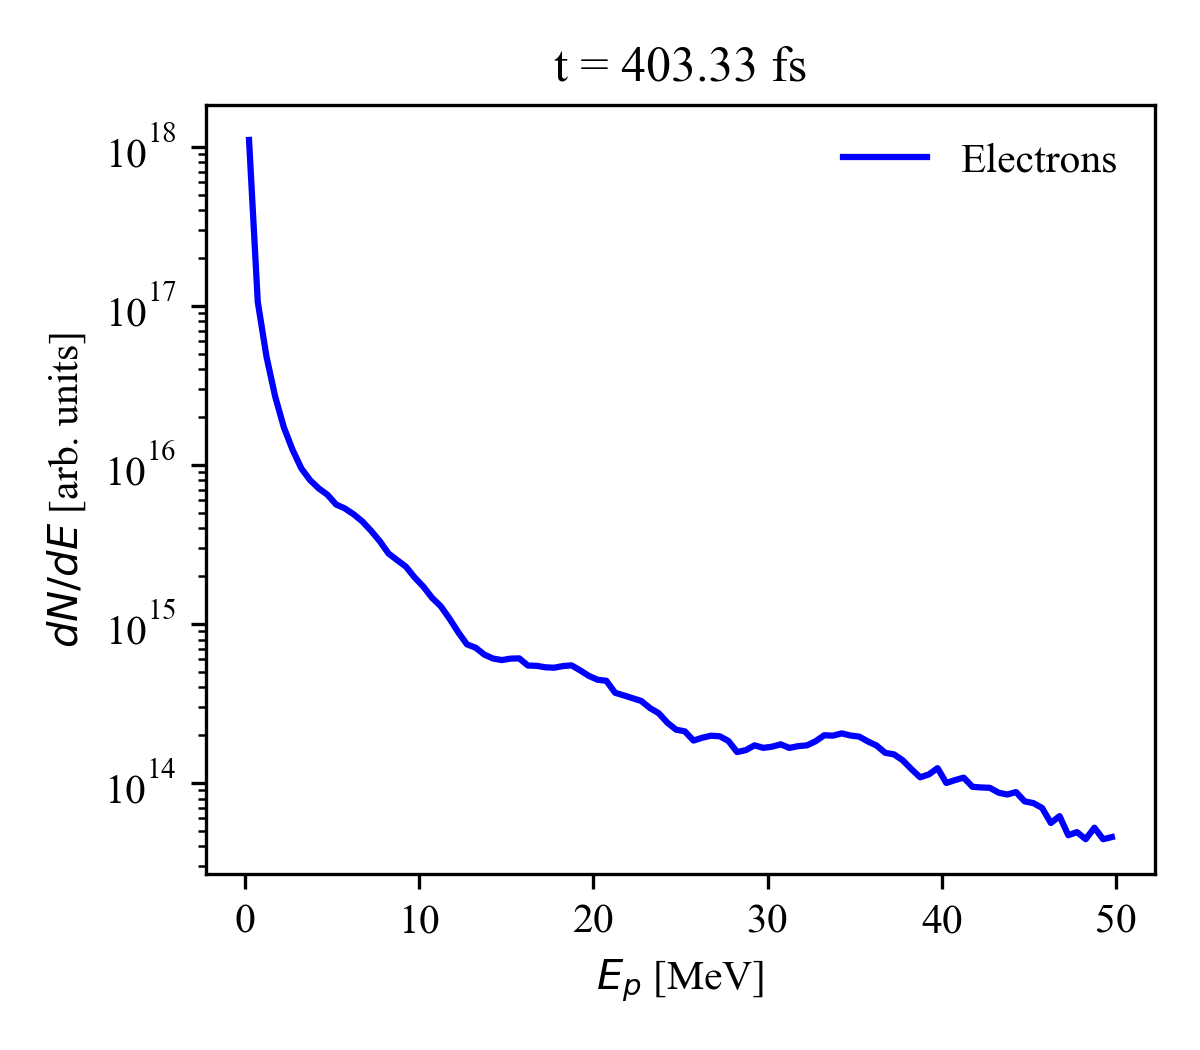 t = 403.33 fs
Electrons
10^18
10^17
10^16
10^15
10^14
dN/dE [arb. units]
0 10 20 30 40 50
E_p [MeV]